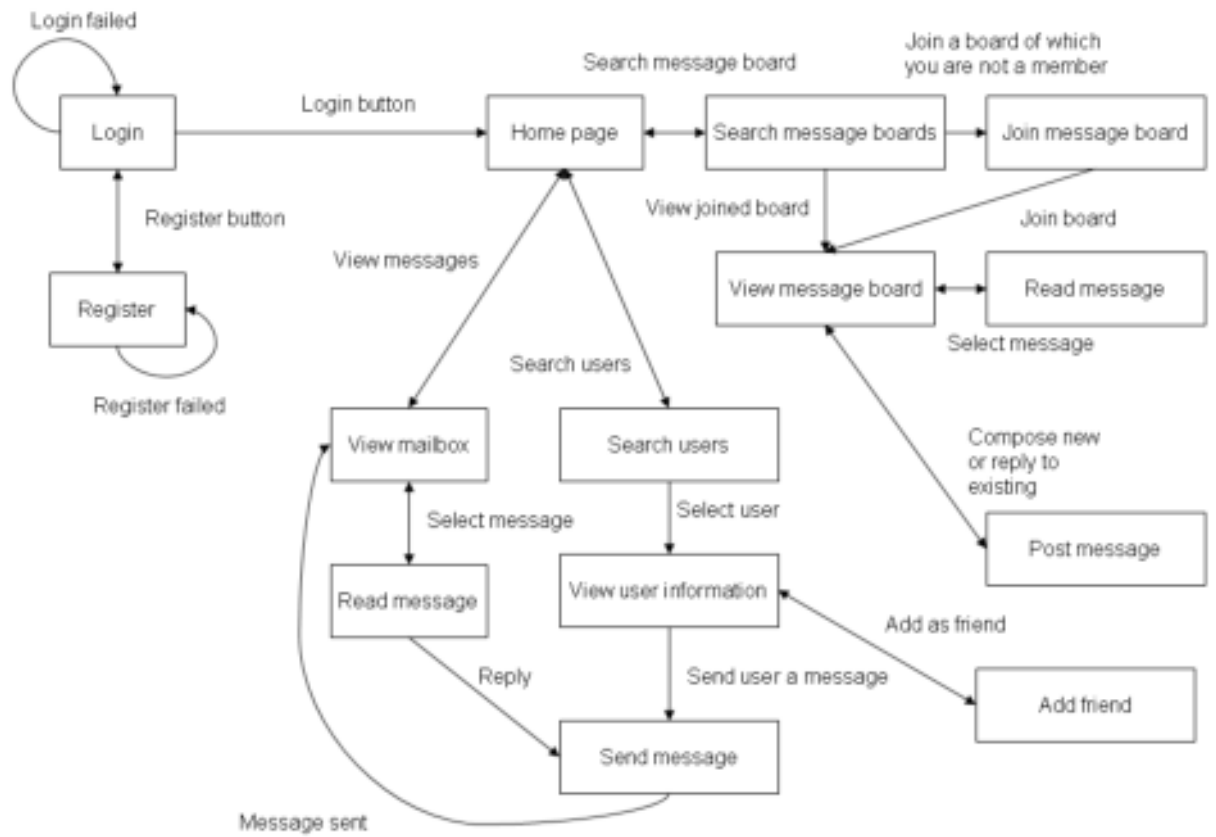 Login failed
Search message board
Join a board of which
you are not a member
Login button
Login
Home page
Search message boards
Join message board
Register button
View joined board
Join board
View messages
View message board
Read message
Register
Select message
Search users
Register failed
View mailbox
Search users
Compose new
or reply to
existing
Select message
Select user
Post message
Read message
View user information
Add as friend
Reply
Send user a message
Add friend
Send message
Message sent